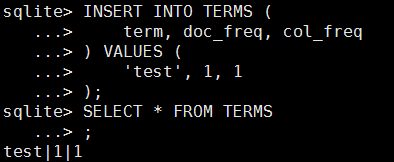 sqlite> INSERT INTO TERMS (
   ...>     term, doc_freq, col_freq
   ...> ) VALUES (
   ...>     'test', 1, 1
   ...> );
sqlite> SELECT * FROM TERMS
   ...> ;
test|1|1